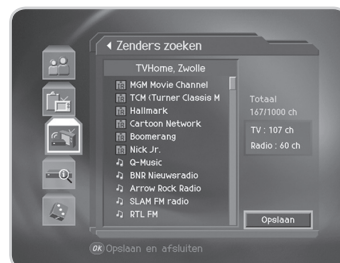 Zenders zoeken
TVHome, Zwolle
MGM Movie Channel
TCM (Turner Classis M
Hallmark
Cartoon Network
Boomerang
Nick Jr.
Q-Music
BNR Nieuwsradio
Arrow Rock Radio
SLAM FM radio
RTL FM
Totaal
167/1000 ch
TV : 107 ch
Radio : 60 ch
Opslaan
OK Opslaan en afsluiten